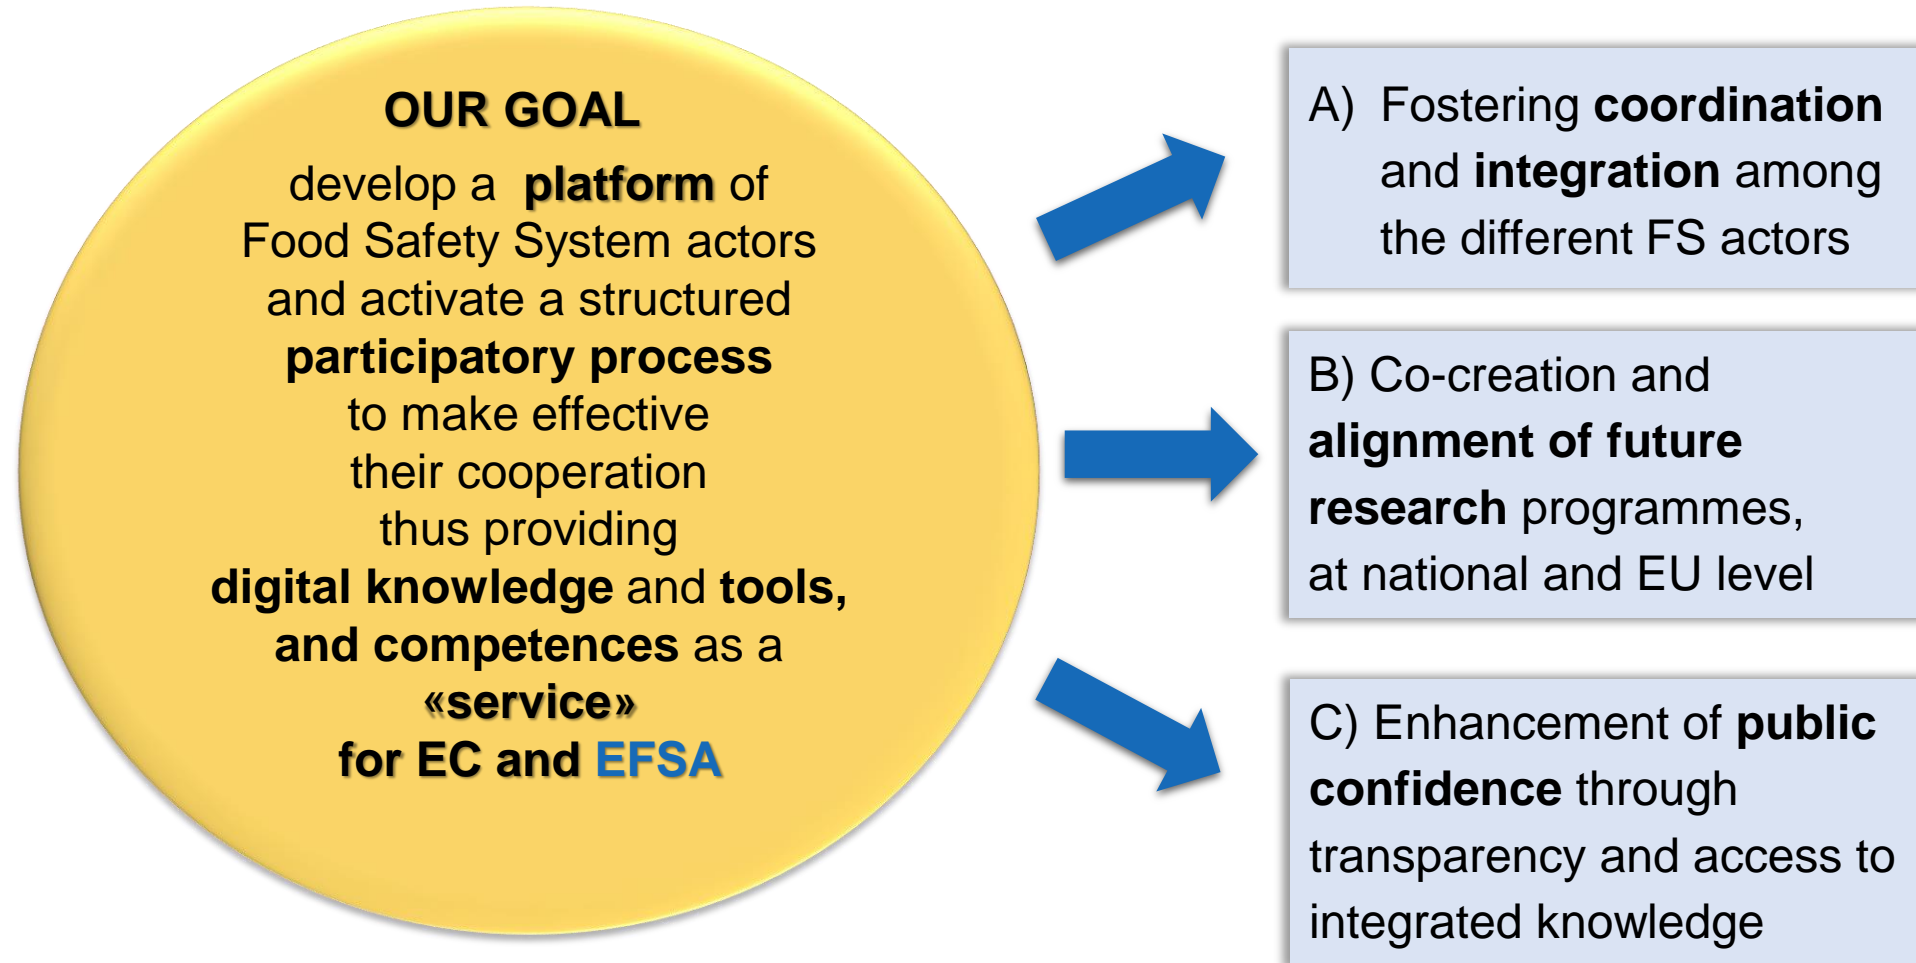 OUR GOAL
develop a platform of
Food Safety System actors
and activate a structured
participatory process
to make effective
their cooperation
thus providing
digital knowledge and tools,
and competences as a
«service»
for EC and EFSA
A) Fostering coordination
and integration among
the different FS actors
B) Co-creation and
alignment of future
research programmes,
at national and EU level
C) Enhancement of public
confidence through
transparency and access to
integrated knowledge